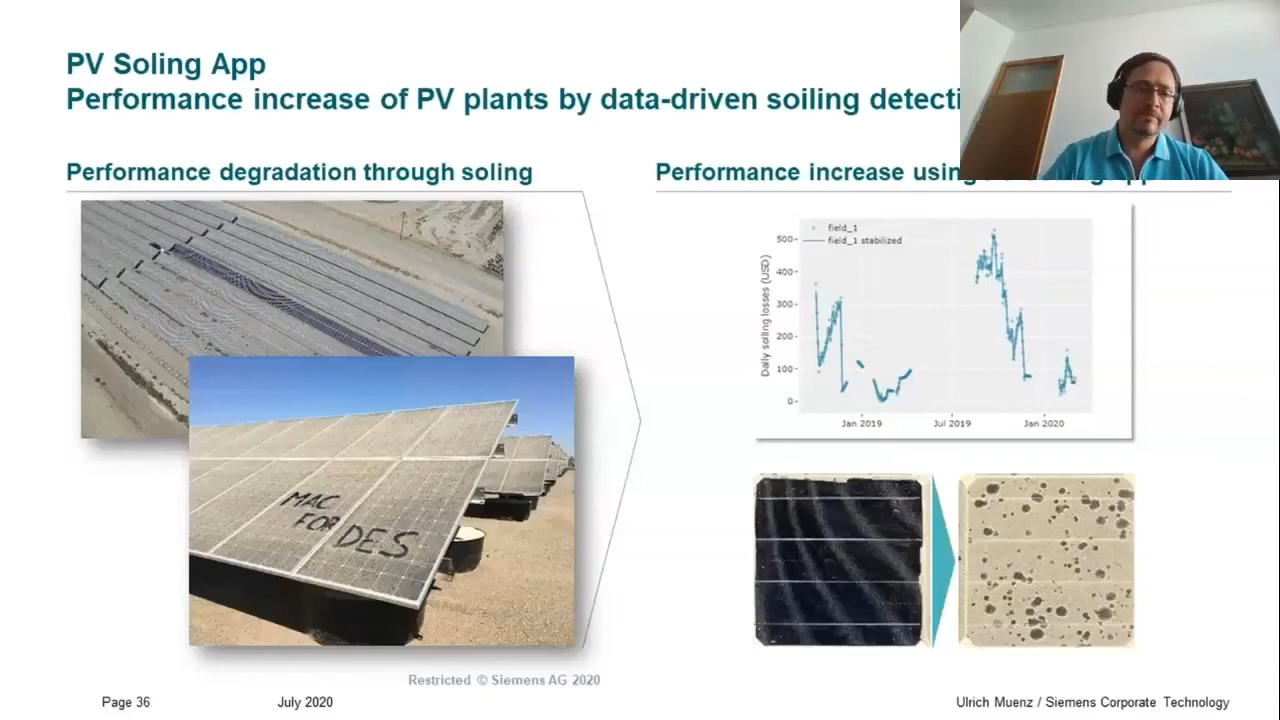 PV Soling App
Performance increase of PV plants by data-driven soiling
Performance degradation through soling
Performance increase
field_1
field_1 stabilized
Daily soiling losses (USD)
500
400
300
200
100
0
Jan 2019
Jul 2019
Jan 2020
MAC
FOR DES
Restricted © Siemens AG 2020
Page 36
July 2020
Ulrich Muenz / Siemens Corporate Technology